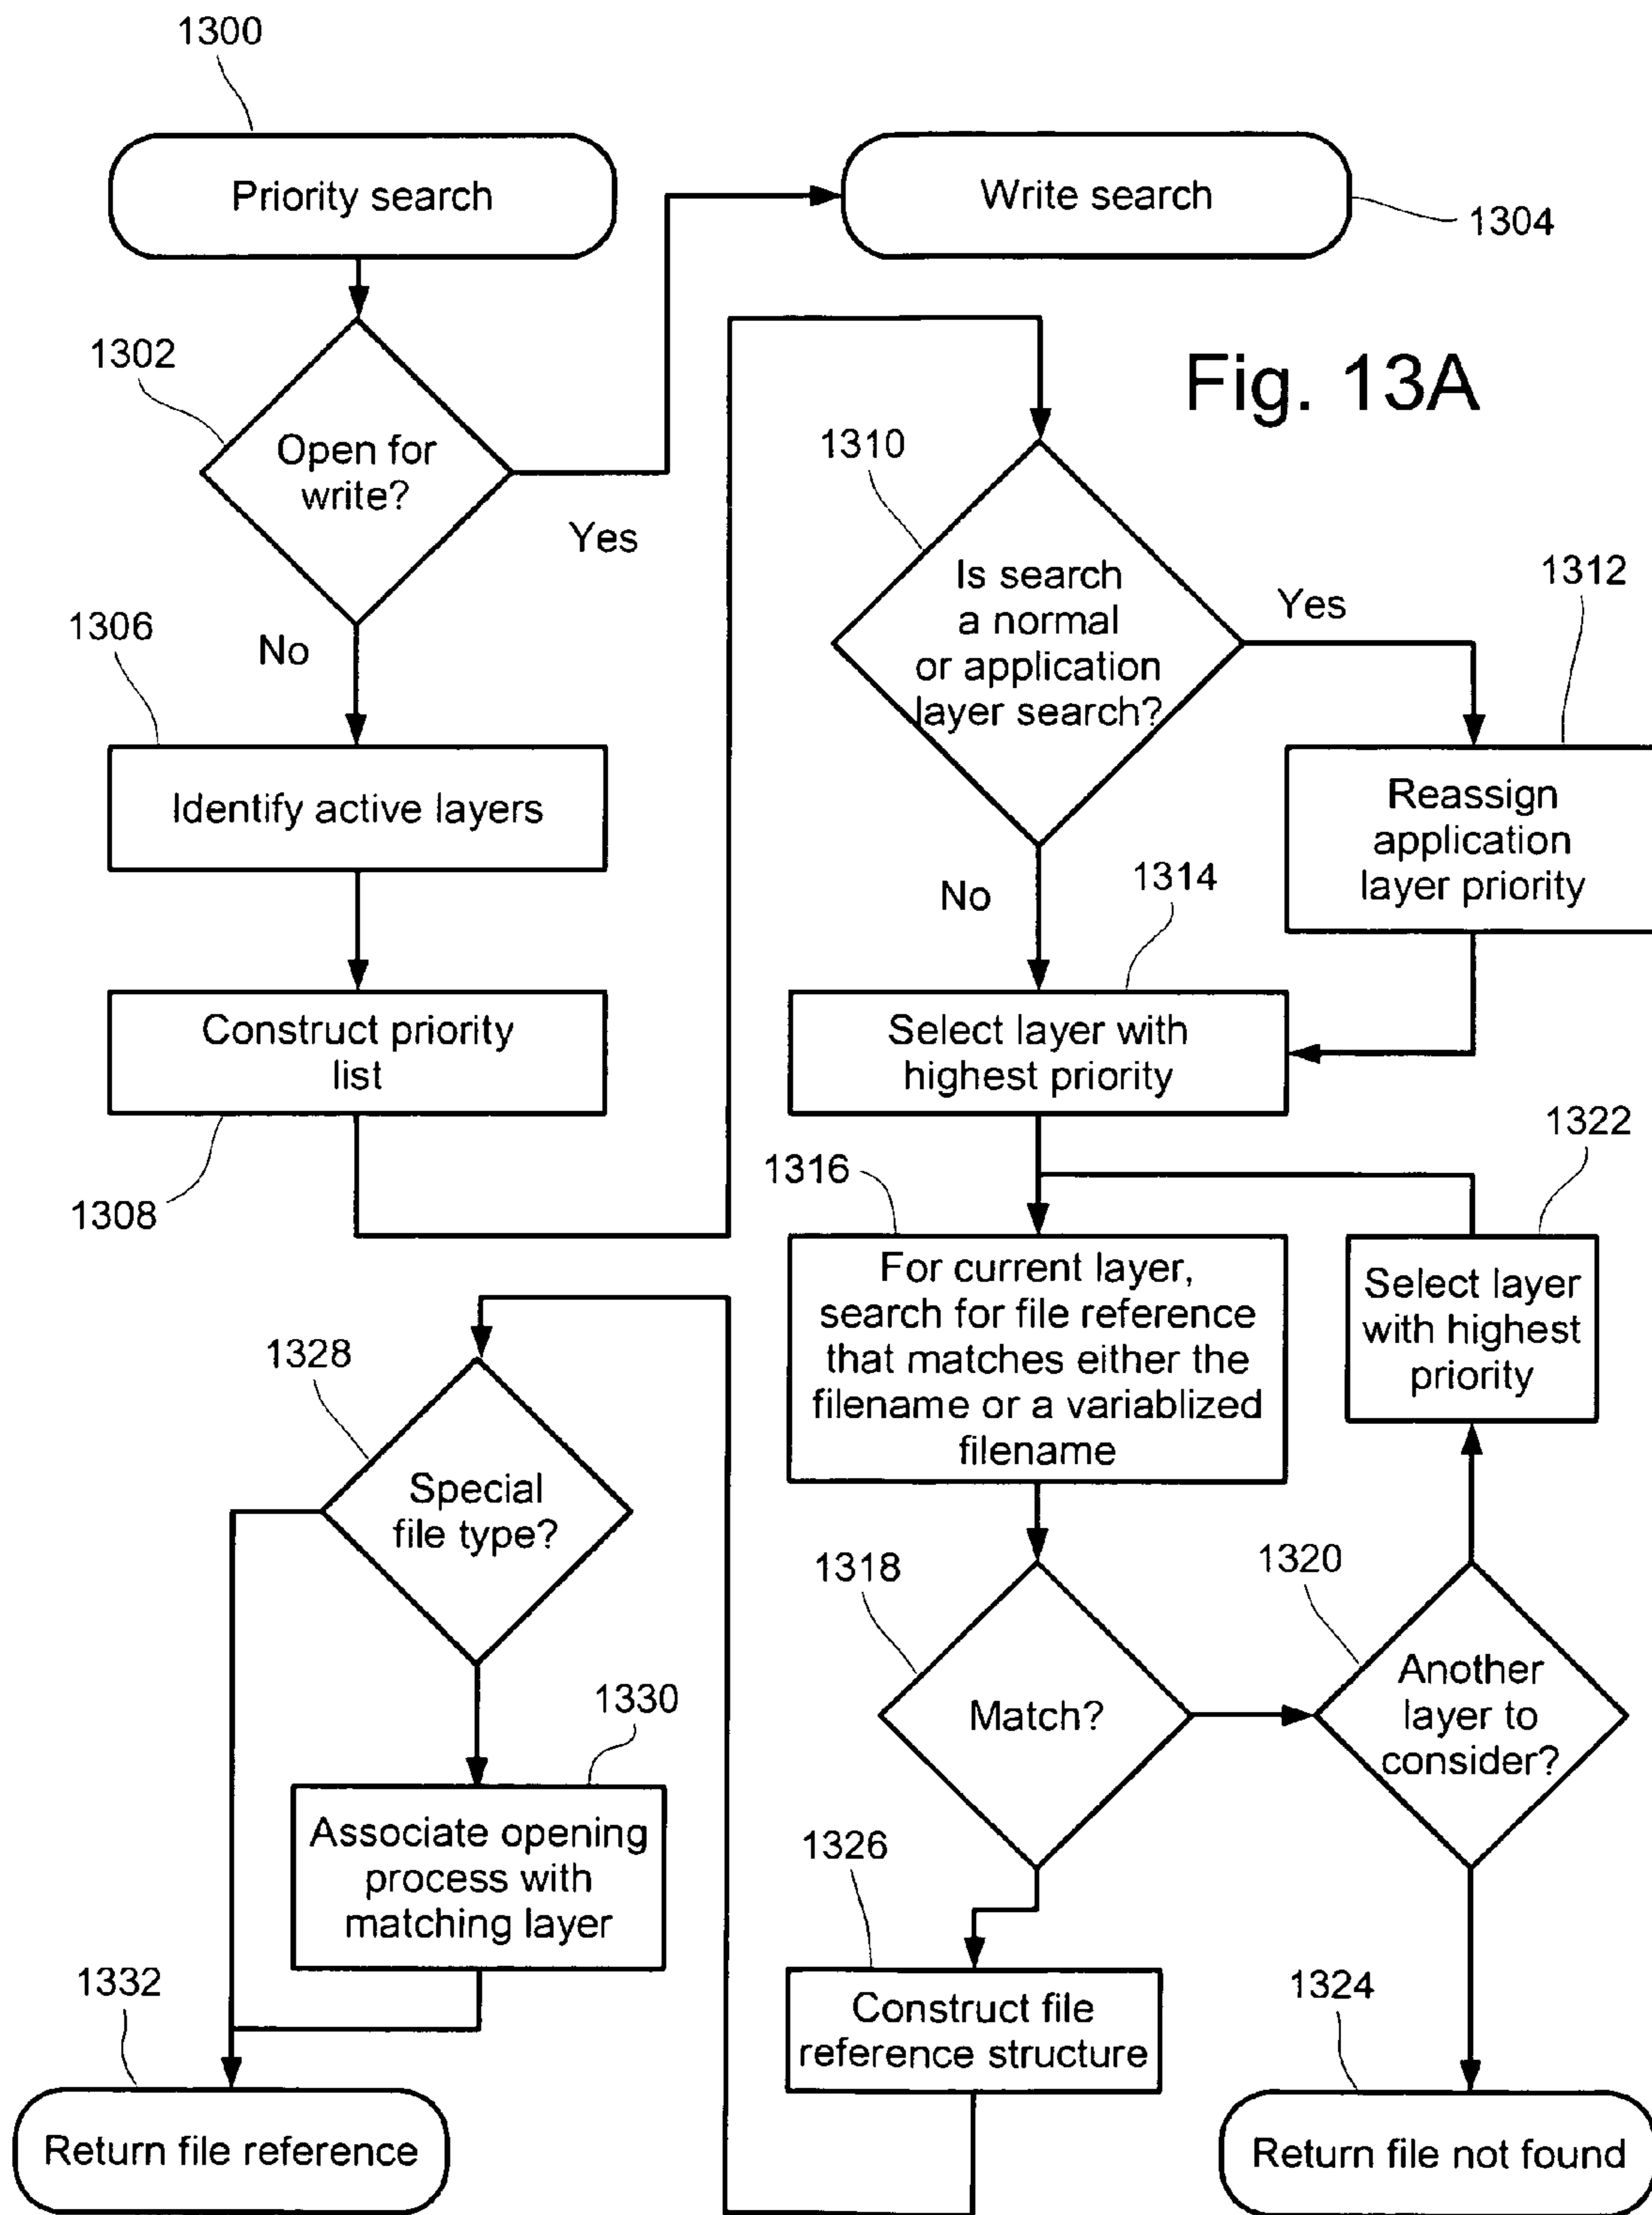 1300
Priority search
Write search
1304
Fig. 13A
1302
Open for
write?
Yes
No
1306
Identify active layers
Construct priority
list
1308
1310
Is search
a normal
or application
layer search?
Yes
1312
Reassign
application
layer priority
No
1314
Select layer with
highest priority
1316
For current layer,
search for file reference
that matches either the
filename or a variablized
filename
1322
Select layer
with highest
priority
1318
Match?
1320
Another
layer to
consider?
1324
Return file not found
1326
Construct file
reference structure
1328
Special
file type?
1330
Associate opening
process with
matching layer
1332
Return file reference